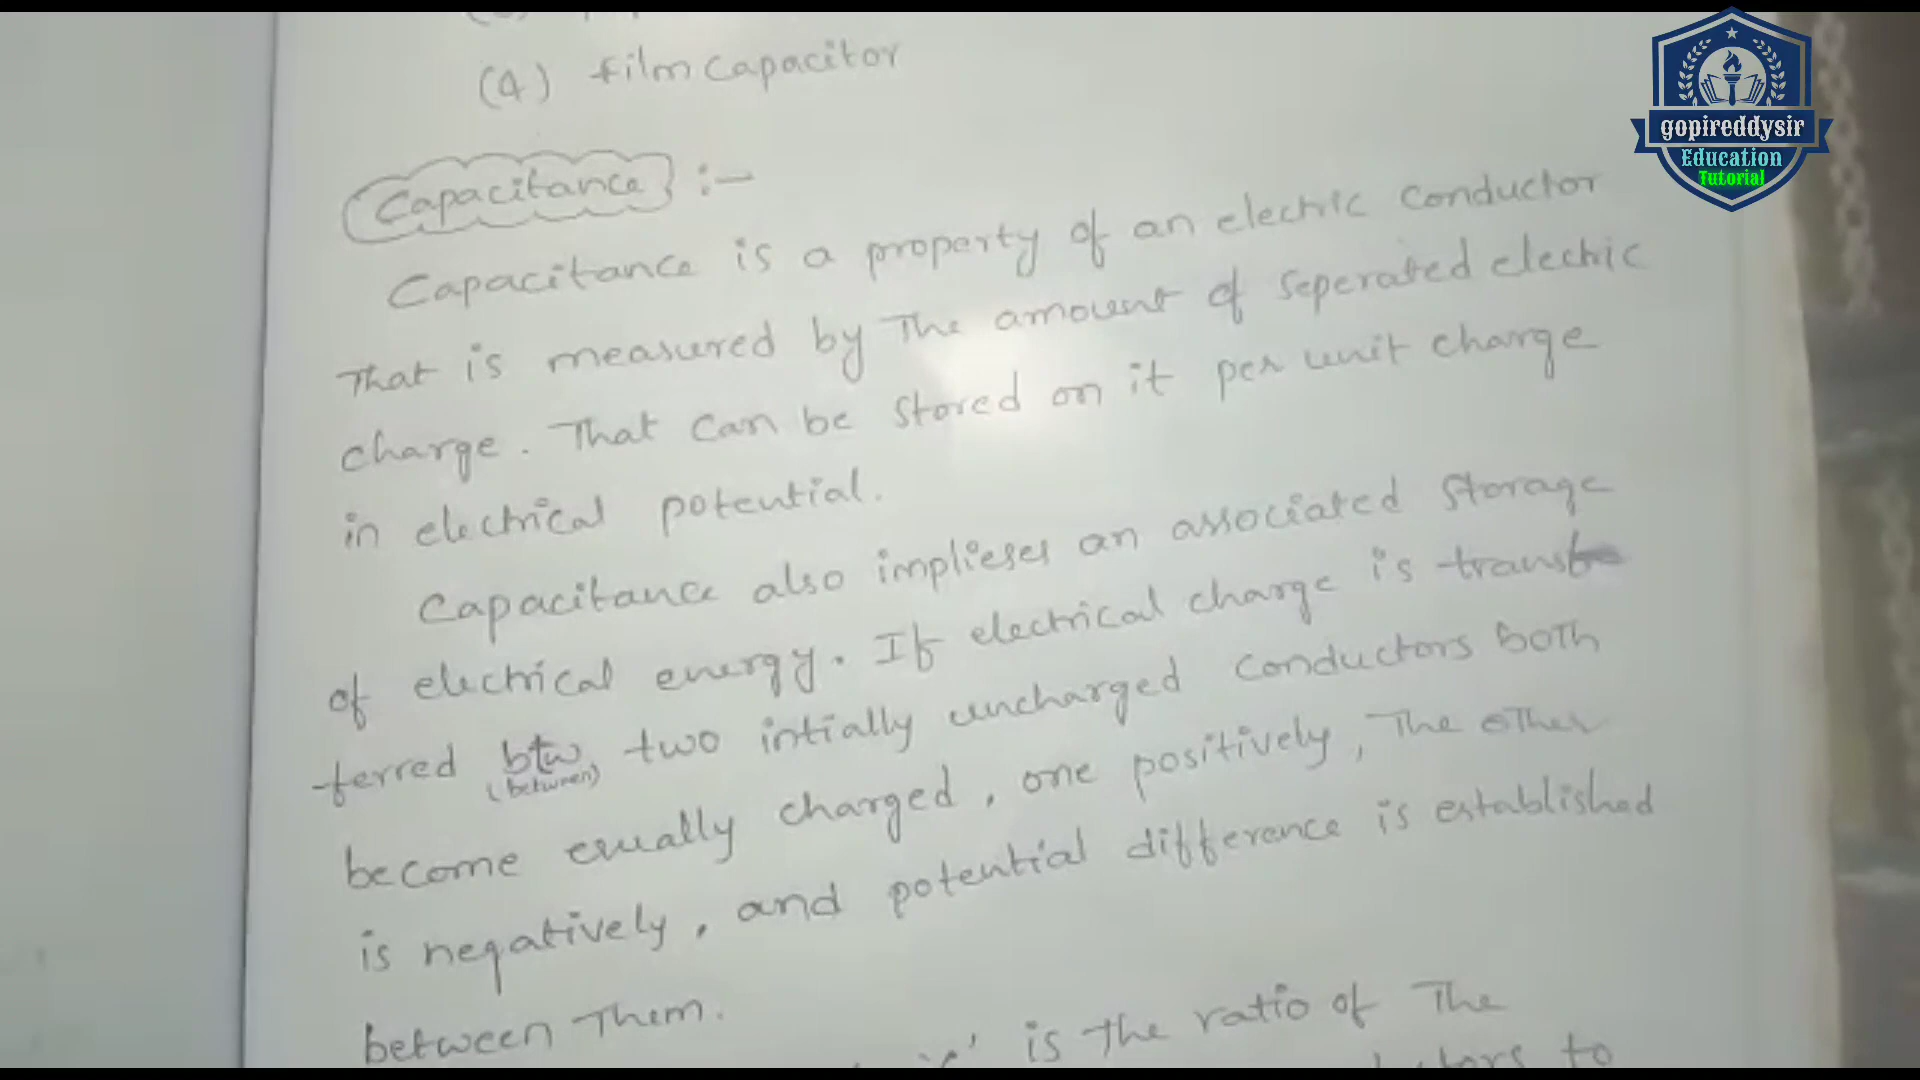 (4) film capacitor
Capacitance :-
Capacitance is a property of an electric conductor
That is measured by The amount of seperated electric
charge. That can be stored on it per unit charge
in electrical potential.
Capacitance also implieses an associated storage
of electrical energy. If electrical charge is trans
ferred btw two intially uncharged conductors both
(between)
become equally charged, one positively, The other
is negatively, and potential difference is established
between Them.
is the ratio of The
to
gopireddysir
Education
Tutorial